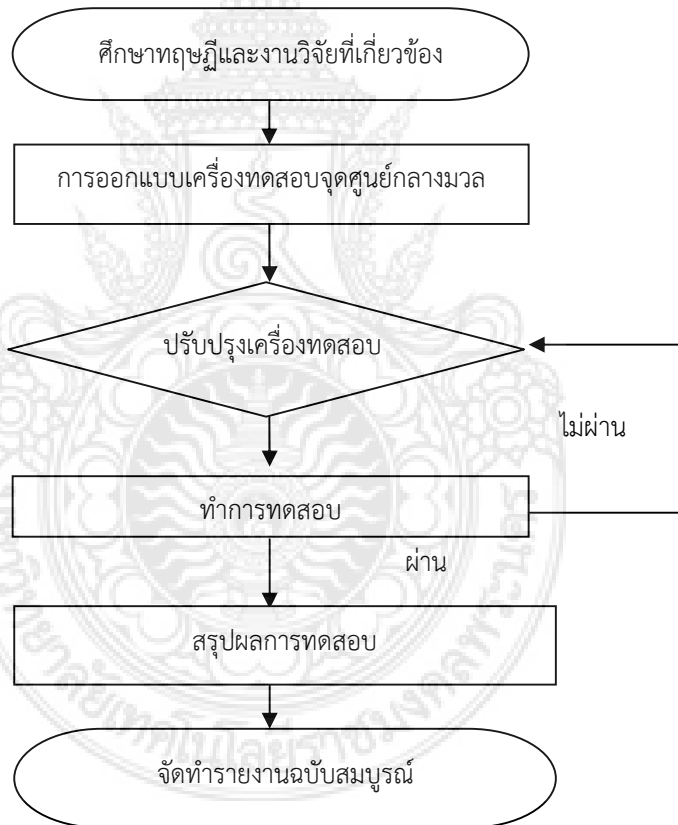 ศึกษาทฤษฎีและงานวิจัยที่เกี่ยวข้อง
การออกแบบเครื่องทดสอบจุดศูนย์กลางมวล
ปรับปรุงเครื่องทดสอบ
ไม่ผ่าน
ทำการทดสอบ
ผ่าน
สรุปผลการทดสอบ
จัดทำรายงานฉบับสมบูรณ์